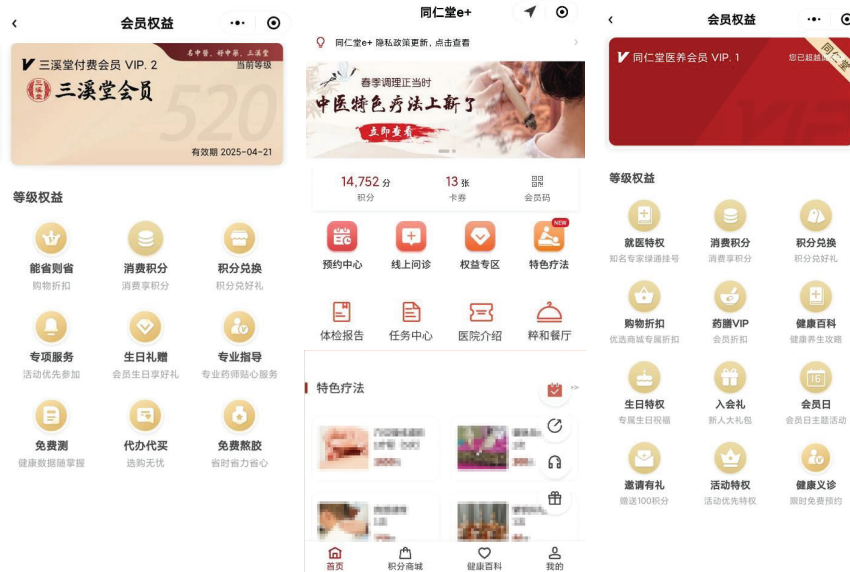 会员权益
名中医、好中药、三溪堂
三溪堂付费会员 VIP. 2
当前等级
三溪堂
三溪堂会员
520
有效期 2025-04-21
等级权益
能省则省
消费积分
积分兑换
购物折扣
消费享积分
积分兑好礼
专项服务
生日礼赠
专业指导
活动优先参加
会员生日享好礼
专业药师贴心服务
免费测
代办代买
免费熬胶
健康数据随掌握
选购无忧
省时省力省心
同仁堂e+
同仁堂e+ 隐私政策更新，点击查看
春季调理正当时
中医特色疗法上新了
立即查看
14,752 分
13 张
积分
卡券
会员码
NEW
预约中心
线上问诊
权益专区
特色疗法
体检报告
任务中心
医院介绍
粹和餐厅
特色疗法
首页
积分商城
健康百科
我的
会员权益
同仁堂医养会员 VIP. 1
您已超越
同仁堂
VIP
等级权益
就医特权
消费积分
积分兑换
知名专家绿通挂号
消费享积分
积分兑好礼
购物折扣
药膳VIP
健康百科
优选商城专属折扣
会员折扣
健康养生攻略
16
生日特权
入会礼
会员日
专属生日祝福
新人大礼包
会员日主题活动
邀请有礼
活动特权
健康义诊
赠送100积分
活动优先特权
限时免费预约